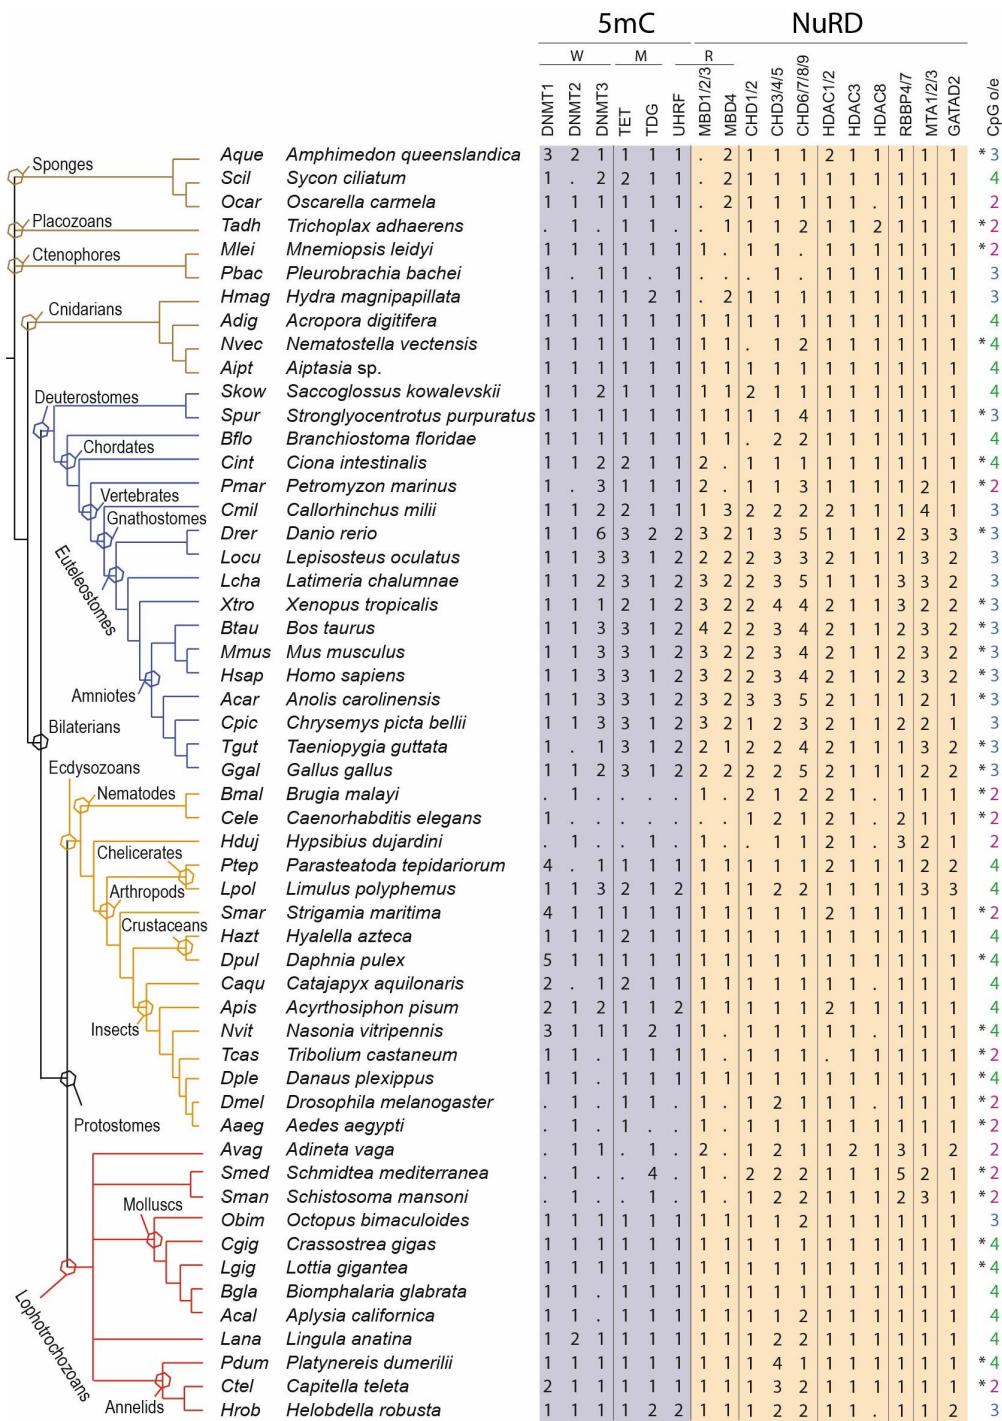 5mC NuRD
W M R
DNMT1 DNMT2 DNMT3 TET TDG UHRF MBD1/2/3 MBD4 CHD1/2 CHD3/4/5 CHD6/7/8/9 HDAC1/2 HDAC3 HDAC8 RBBP4/7 MTA1/2/3 GATAD2 CpG o/e
Sponges
Aque Amphimedon queenslandica 3 2 1 1 1 1 . 2 1 1 1 2 1 1 1 1 1 * 3
Scil Sycon ciliatum 1 . 2 2 1 1 . 2 1 1 1 1 1 1 1 1 1 4
Ocar Oscarella carmela 1 1 1 1 1 1 . 2 1 1 1 1 1 . 1 1 1 2
Placozoans
Tadh Trichoplax adhaerens . 1 . 1 1 . . 1 1 1 2 1 1 2 1 1 1 * 2
Ctenophores
Mlei Mnemiopsis leidyi 1 1 1 1 1 1 1 . . 1 . 1 1 1 1 1 1 * 2
Pbac Pleurobrachia bachei 1 . 1 1 . 1 . . . 1 1 1 1 . 1 1 1 3
Cnidarians
Hmag Hydra magnipapillata 1 1 1 1 2 1 . 2 1 1 1 1 1 1 1 1 1 3
Adig Acropora digitifera 1 1 1 1 1 1 1 1 1 1 1 1 1 1 1 1 1 4
Nvec Nematostella vectensis 1 1 1 1 1 1 1 1 . 1 2 1 1 1 1 1 1 * 4
Aipt Aiptasia sp. 1 1 1 1 1 1 1 1 1 1 1 1 1 1 1 1 1 4
Deuterostomes
Skow Saccoglossus kowalevskii 1 1 2 1 1 1 1 1 2 1 1 1 1 1 1 1 1 4
Spur Stronglyocentrotus purpuratus 1 1 1 1 1 1 1 1 1 1 4 1 1 1 1 1 1 * 3
Chordates
Bflo Branchiostoma floridae 1 1 1 1 1 1 1 1 . 2 2 1 1 1 1 1 1 4
Cint Ciona intestinalis 1 1 2 2 1 1 2 . 1 1 1 1 1 1 1 1 1 * 4
Pmar Petromyzon marinus 1 . 3 1 1 1 2 . 1 1 3 1 1 1 1 2 1 * 2
Vertebrates
Cmil Callorhinchus milii 1 1 2 2 1 1 1 3 2 2 2 2 1 1 1 4 1 3
Gnathostomes
Drer Danio rerio 1 1 6 3 2 2 3 2 1 3 5 1 1 1 2 3 3 * 3
Euteleostomes
Locu Lepisosteus oculatus 1 1 3 3 1 2 2 2 2 3 3 2 1 1 1 3 2 3
Lcha Latimeria chalumnae 1 1 2 3 1 2 3 2 2 3 5 1 1 1 3 3 2 3
Xtro Xenopus tropicalis 1 1 1 2 1 2 3 2 2 4 4 2 1 1 3 2 2 * 3
Btau Bos taurus 1 1 3 3 1 2 4 2 2 3 4 2 1 1 2 3 2 * 3
Mmus Mus musculus 1 1 3 3 1 2 3 2 2 3 4 2 1 1 2 3 2 * 3
Hsap Homo sapiens 1 1 3 3 1 2 3 2 2 3 4 2 1 1 2 3 2 * 3
Amniotes
Acar Anolis carolinensis 1 1 3 3 1 2 3 2 3 3 5 2 1 1 1 2 2 * 3
Cpic Chrysemys picta bellii 1 1 3 3 1 2 3 2 1 2 3 2 1 1 2 2 1 3
Bilaterians
Tgut Taeniopygia guttata 1 . 1 3 1 2 2 1 2 2 4 2 1 1 1 3 2 * 3
Ggal Gallus gallus 1 1 2 3 1 2 2 2 2 2 5 2 1 1 1 2 2 * 3
Ecdysozoans
Nematodes
Bmal Brugia malayi . 1 . . . . 1 . 2 1 2 2 1 . 1 1 1 * 2
Cele Caenorhabditis elegans 1 . . . . . . . 1 2 1 2 1 . 2 1 1 * 2
Hduj Hypsibius dujardini . 1 . . 1 . 1 . . 1 1 2 1 . 3 2 1 2
Chelicerates
Ptep Parasteatoda tepidariorum 4 . 1 1 1 1 1 1 1 1 1 2 1 1 1 2 2 4
Arthropods
Lpol Limulus polyphemus 1 1 3 2 1 2 1 1 1 2 2 1 1 1 1 3 3 4
Smar Strigamia maritima 4 1 1 1 1 1 1 1 1 1 1 2 1 1 1 1 1 * 2
Crustaceans
Hazt Hyalella azteca 1 1 1 2 1 1 1 1 1 1 1 1 1 1 1 1 1 4
Dpul Daphnia pulex 5 1 1 1 1 1 1 1 1 1 1 1 1 1 1 1 1 * 4
Caqu Catajapyx aquilonaris 2 . 1 2 1 1 1 1 1 1 1 1 1 . 1 1 1 4
Apis Acyrthosiphon pisum 2 1 2 1 1 2 1 1 1 1 1 2 1 1 1 1 1 4
Insects
Nvit Nasonia vitripennis 3 1 1 1 2 1 1 . 1 1 1 1 1 . 1 1 1 * 4
Tcas Tribolium castaneum 1 1 . 1 1 1 1 . 1 1 1 . 1 1 1 1 1 * 2
Dple Danaus plexippus 1 1 . 1 1 1 1 1 1 1 1 1 1 1 1 1 1 * 4
Dmel Drosophila melanogaster . 1 . 1 1 . 1 . 1 2 1 1 1 . 1 1 1 * 2
Protostomes
Aaeg Aedes aegypti . 1 . 1 . . 1 . 1 1 1 1 1 1 1 1 1 * 2
Avag Adineta vaga . 1 1 . 1 . 2 . 1 2 1 1 2 1 3 1 2 2
Smed Schmidtea mediterranea . 1 . . 4 . 1 . 2 2 2 1 1 1 5 2 1 * 2
Sman Schistosoma mansoni . 1 . . 1 . 1 . 1 2 2 1 1 1 2 3 1 * 2
Molluscs
Obim Octopus bimaculoides 1 1 1 1 1 1 1 1 1 1 2 1 1 1 1 1 1 3
Cgig Crassostrea gigas 1 1 1 1 1 1 1 1 1 1 1 1 1 1 1 1 1 * 4
Lgig Lottia gigantea 1 1 1 1 1 1 1 1 1 1 1 1 1 1 1 1 1 * 4
Bgla Biomphalaria glabrata 1 1 . 1 1 1 1 1 1 1 1 1 1 1 1 1 1 4
Acal Aplysia californica 1 1 . 1 1 1 1 1 1 1 2 1 1 1 1 1 1 4
Lophotrochozoans
Lana Lingula anatina 1 2 1 1 1 1 1 1 1 2 2 1 1 1 1 1 1 4
Pdum Platynereis dumerilii 1 1 1 1 1 1 1 1 1 4 1 1 1 1 1 1 1 * 4
Ctel Capitella teleta 2 1 1 1 1 1 1 1 1 3 2 1 1 1 1 1 1 * 2
Annelids
Hrob Helobdella robusta 1 1 1 1 2 2 1 1 1 2 2 1 1 . 1 1 2 3